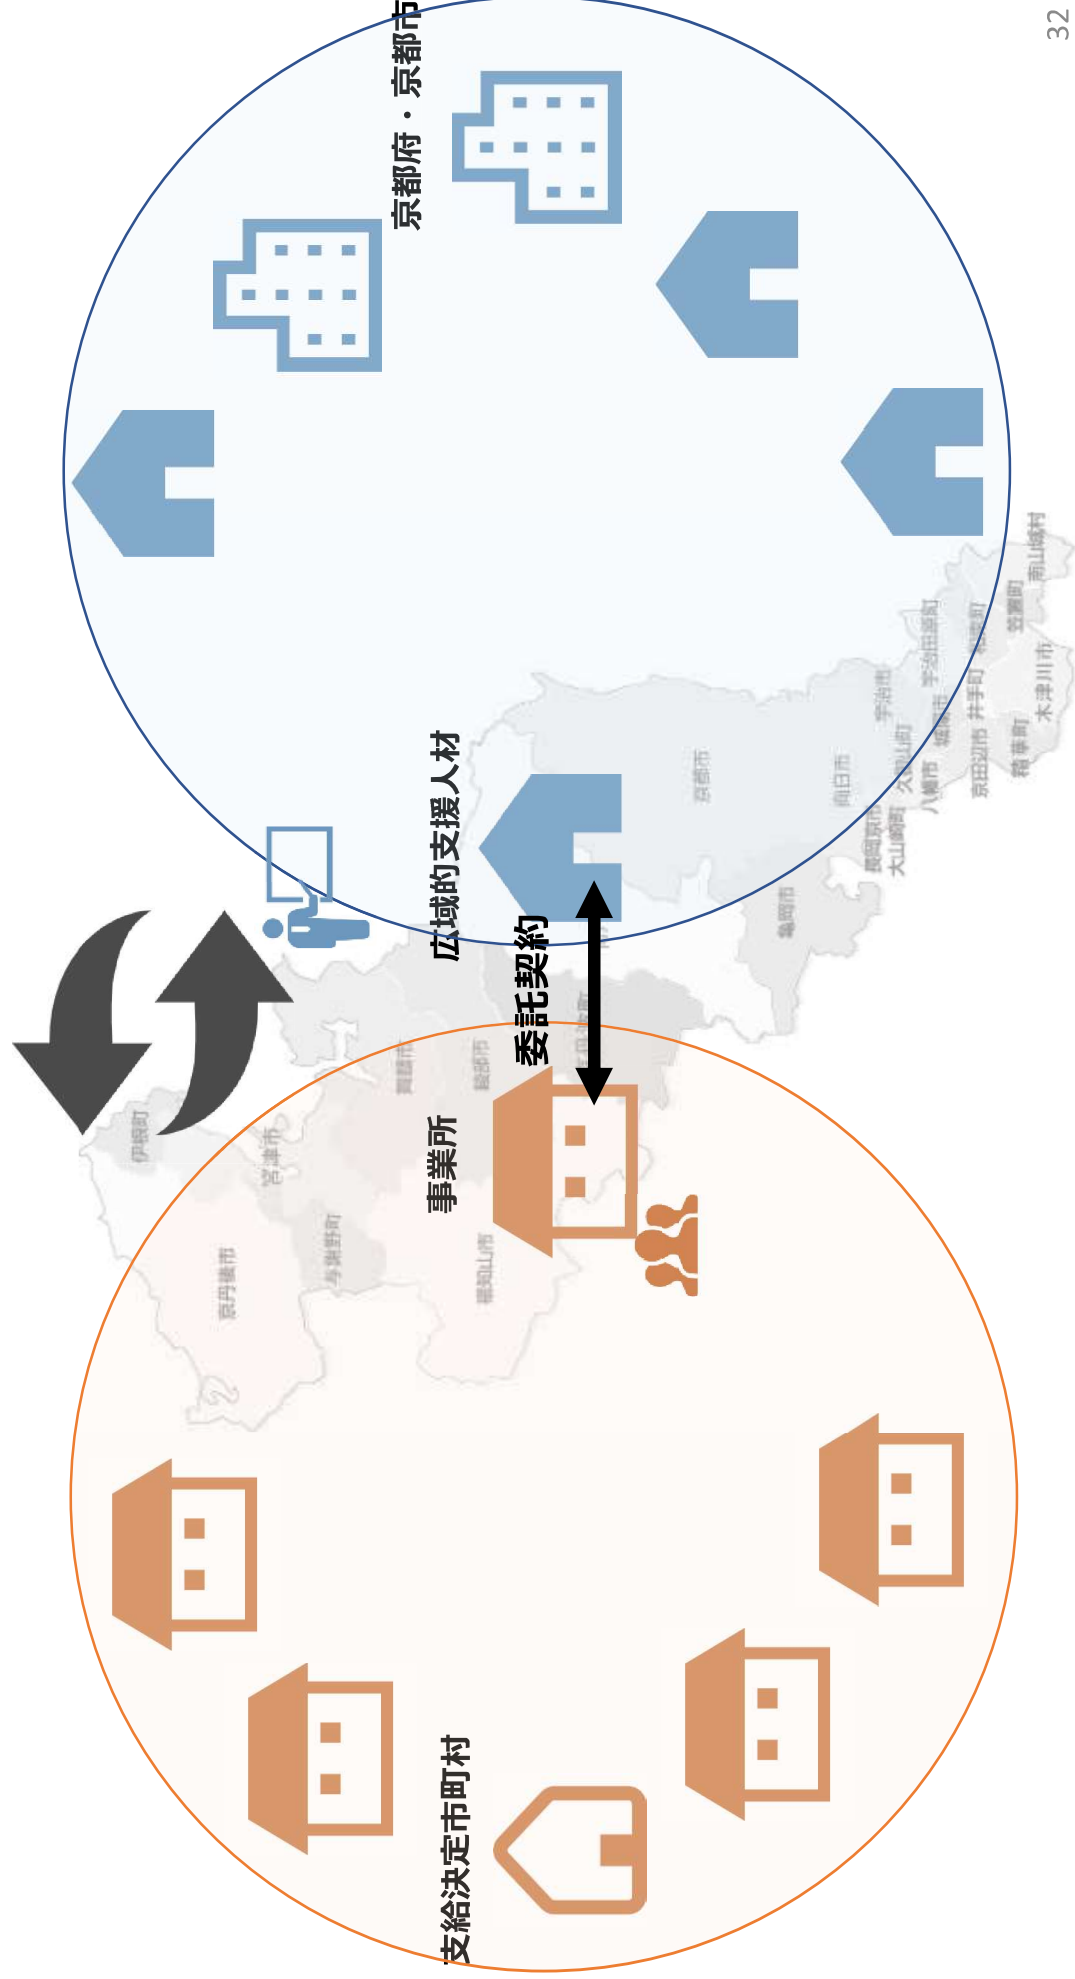 京都府・京都市
広域的支援人材
委託契約
事業所
支給決定市町村
伊根町
京丹後市
宮津市
与謝野町
舞鶴市
福知山市
綾部市
京都市
亀岡市
向日市
長岡京市
大山崎町
宇治市
久御山町
八幡市
城陽市
宇治田原町
京田辺市
井手町
和束町
精華町
木津川市
笠置町
南山城村
32